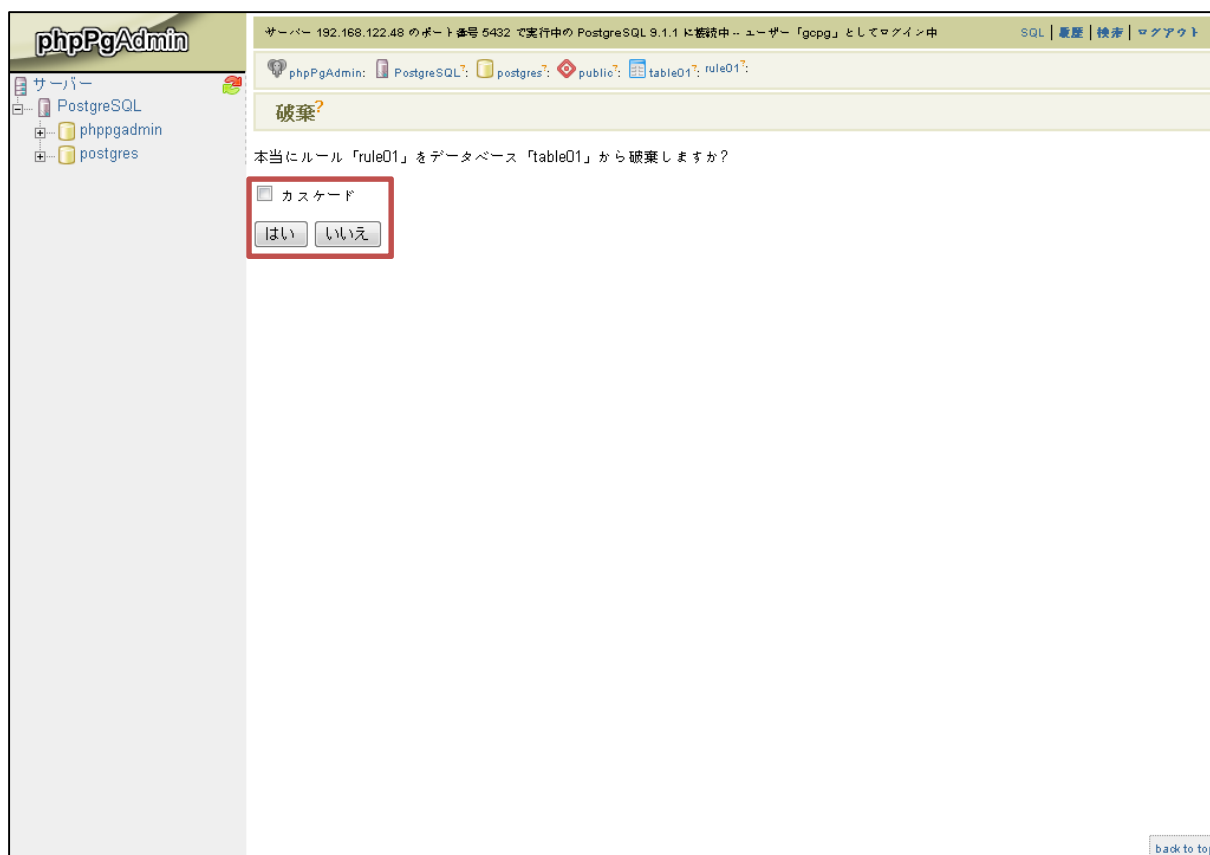 phpPgAdmin
サーバー 192.168.122.48 のポート番号 5432 で実行中の PostgreSQL 9.1.1 に接続中 -- ユーザー「gcpg」としてログイン中
SQL | 履歴 | 検索 | ログアウト
phpPgAdmin: PostgreSQL?: postgres?: public?: table01?: rule01?:
サーバー
PostgreSQL
phppgadmin
postgres
破棄?
本当にルール「rule01」をデータベース「table01」から破棄しますか?
カスケード
はい いいえ
back to top